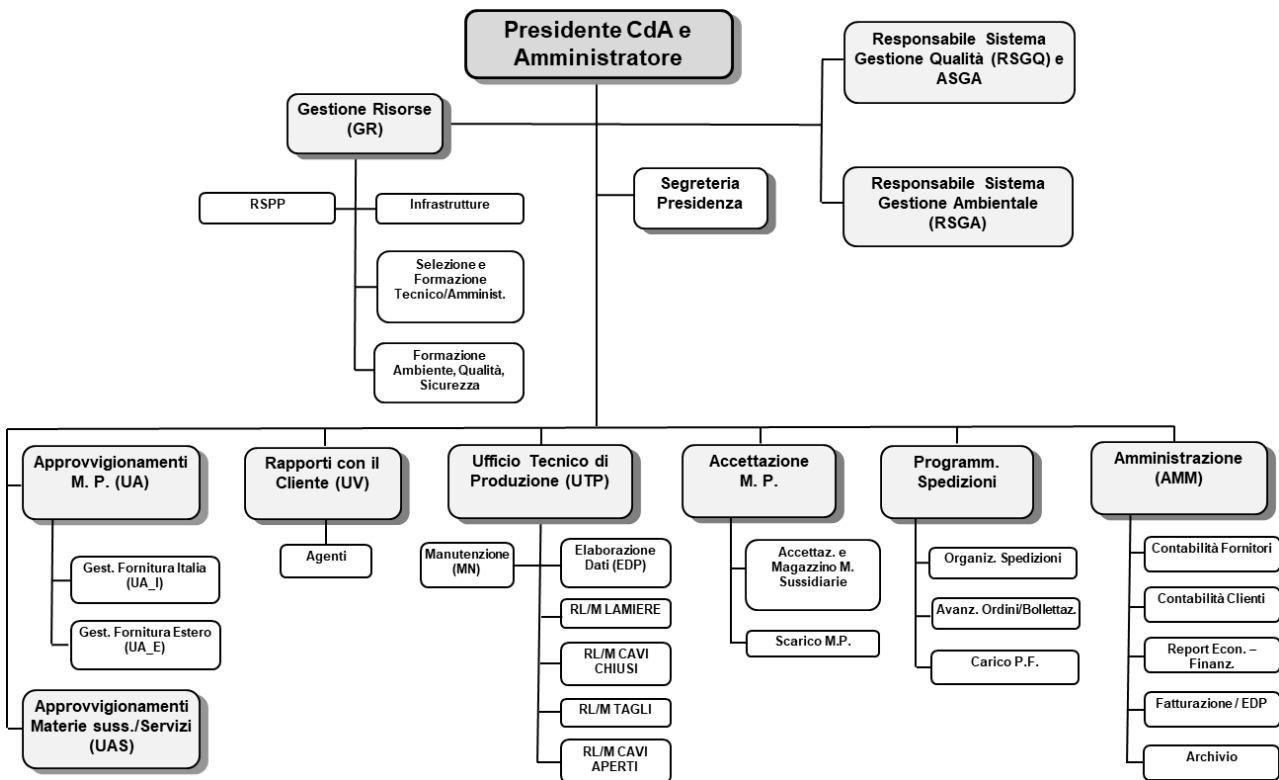 Presidente CdA e
Amministratore
Responsabile Sistema
Gestione Qualità (RSGQ) e
ASGA
Gestione Risorse
(GR)
Segreteria
Presidenza
Responsabile Sistema
Gestione Ambientale
(RSGA)
RSPP
Infrastrutture
Selezione e
Formazione
Tecnico/Amminist.
Formazione
Ambiente, Qualità,
Sicurezza
Approvvigionamenti
M. P. (UA)
Rapporti con il
Cliente (UV)
Ufficio Tecnico di
Produzione (UTP)
Accettazione
M. P.
Programm.
Spedizioni
Amministrazione
(AMM)
Gest. Fornitura Italia
(UA_I)
Gest. Fornitura Estero
(UA_E)
Approvvigionamenti
Materie suss./Servizi
(UAS)
Agenti
Manutenzione
(MN)
Elaborazione
Dati (EDP)
RL/M LAMIERE
RL/M CAVI
CHIUSI
RL/M TAGLI
RL/M CAVI
APERTI
Accettaz. e
Magazzino M.
Sussidiarie
Scarico M.P.
Organiz. Spedizioni
Avanz. Ordini/Bollettaz.
Carico P.F.
Contabilità Fornitori
Contabilità Clienti
Report Econ. –
Finanz.
Fatturazione / EDP
Archivio